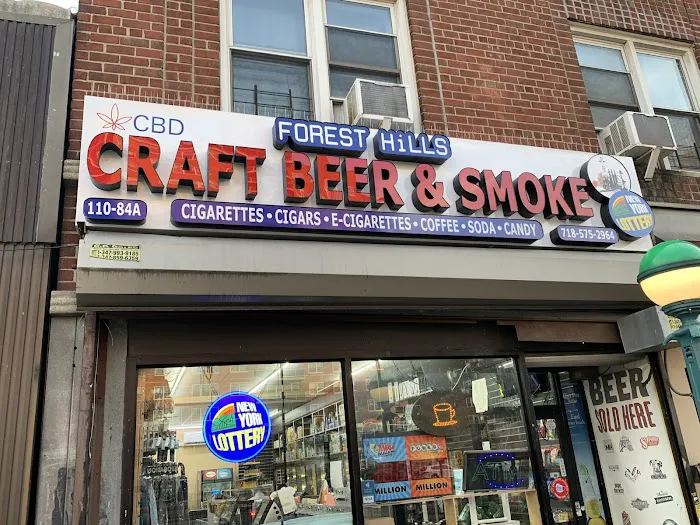 CBD
FOREST HiLLS
CRAFT BEER & SMOKE
110-84A
CIGARETTES • CIGARS • E-CIGARETTES • COFFEE • SODA • CANDY
718-575-2964
NEW YORK
LOTTERY
NEW
YORK
LOTTERY
MILLION
MILLION
ATM
BEER
SOLD HERE